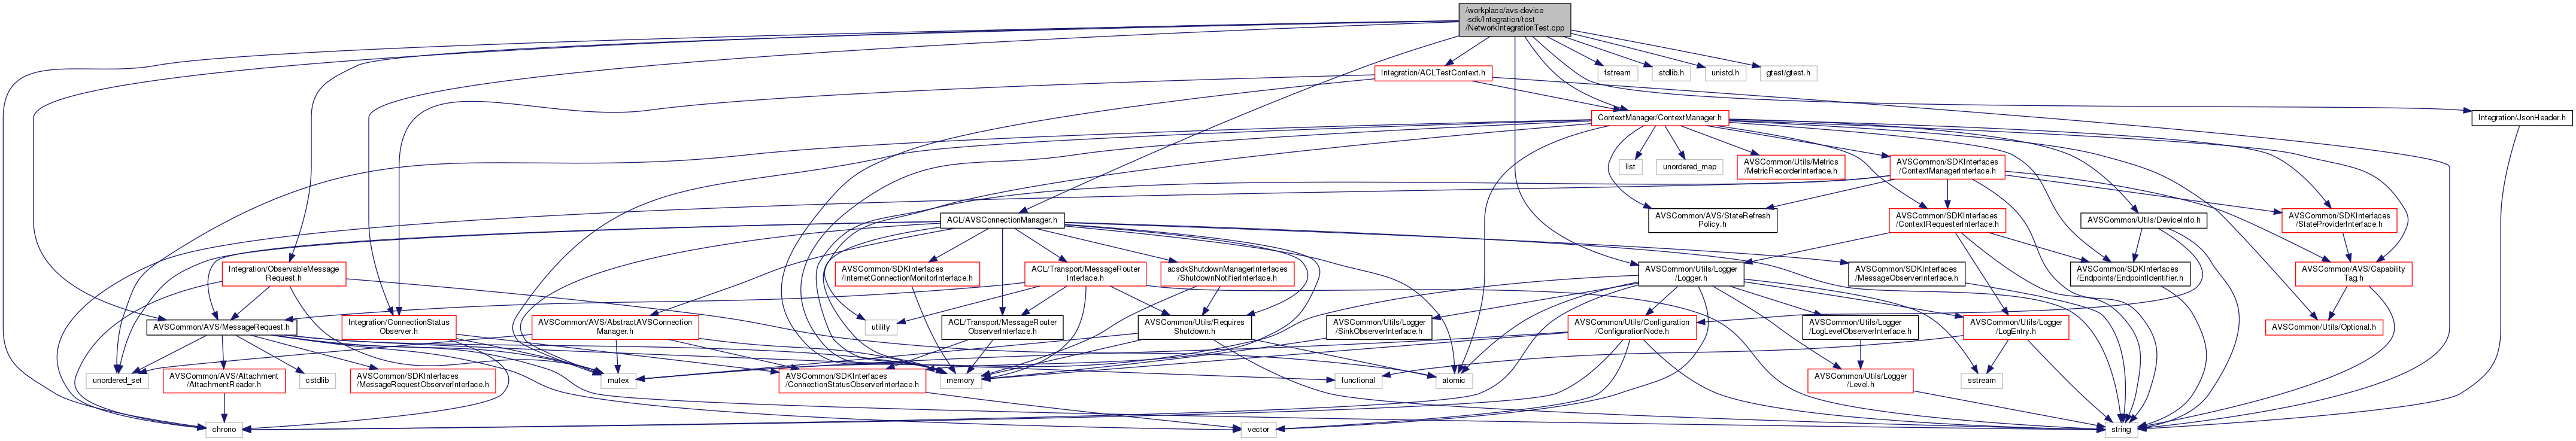 /workplace/avs-device
-sdk/Integration/test
/NetworkIntegrationTest.cpp
Integration/ACLTestContext.h
fstream
stdlib.h
unistd.h
gtest/gtest.h
ContextManager/ContextManager.h
Integration/JsonHeader.h
list
unordered_map
AVSCommon/Utils/Metrics
/MetricRecorderInterface.h
AVSCommon/SDKInterfaces
/ContextManagerInterface.h
ACL/AVSConnectionManager.h
AVSCommon/AVS/StateRefresh
Policy.h
AVSCommon/SDKInterfaces
/ContextRequesterInterface.h
AVSCommon/Utils/DeviceInfo.h
AVSCommon/SDKInterfaces
/StateProviderInterface.h
Integration/ObservableMessage
Request.h
AVSCommon/SDKInterfaces
/InternetConnectionMonitorInterface.h
ACL/Transport/MessageRouter
Interface.h
acsdkShutdownManagerInterfaces
/ShutdownNotifierInterface.h
AVSCommon/Utils/Logger
/Logger.h
AVSCommon/SDKInterfaces
/MessageObserverInterface.h
AVSCommon/SDKInterfaces
/Endpoints/EndpointIdentifier.h
AVSCommon/AVS/Capability
Tag.h
AVSCommon/AVS/MessageRequest.h
Integration/ConnectionStatus
Observer.h
AVSCommon/AVS/AbstractAVSConnection
Manager.h
utility
ACL/Transport/MessageRouter
ObserverInterface.h
AVSCommon/Utils/Requires
Shutdown.h
AVSCommon/Utils/Logger
/SinkObserverInterface.h
AVSCommon/Utils/Configuration
/ConfigurationNode.h
AVSCommon/Utils/Logger
/LogLevelObserverInterface.h
AVSCommon/Utils/Logger
/LogEntry.h
AVSCommon/Utils/Optional.h
unordered_set
AVSCommon/AVS/Attachment
/AttachmentReader.h
cstdlib
AVSCommon/SDKInterfaces
/MessageRequestObserverInterface.h
mutex
AVSCommon/SDKInterfaces
/ConnectionStatusObserverInterface.h
memory
functional
atomic
AVSCommon/Utils/Logger
/Level.h
sstream
chrono
vector
string